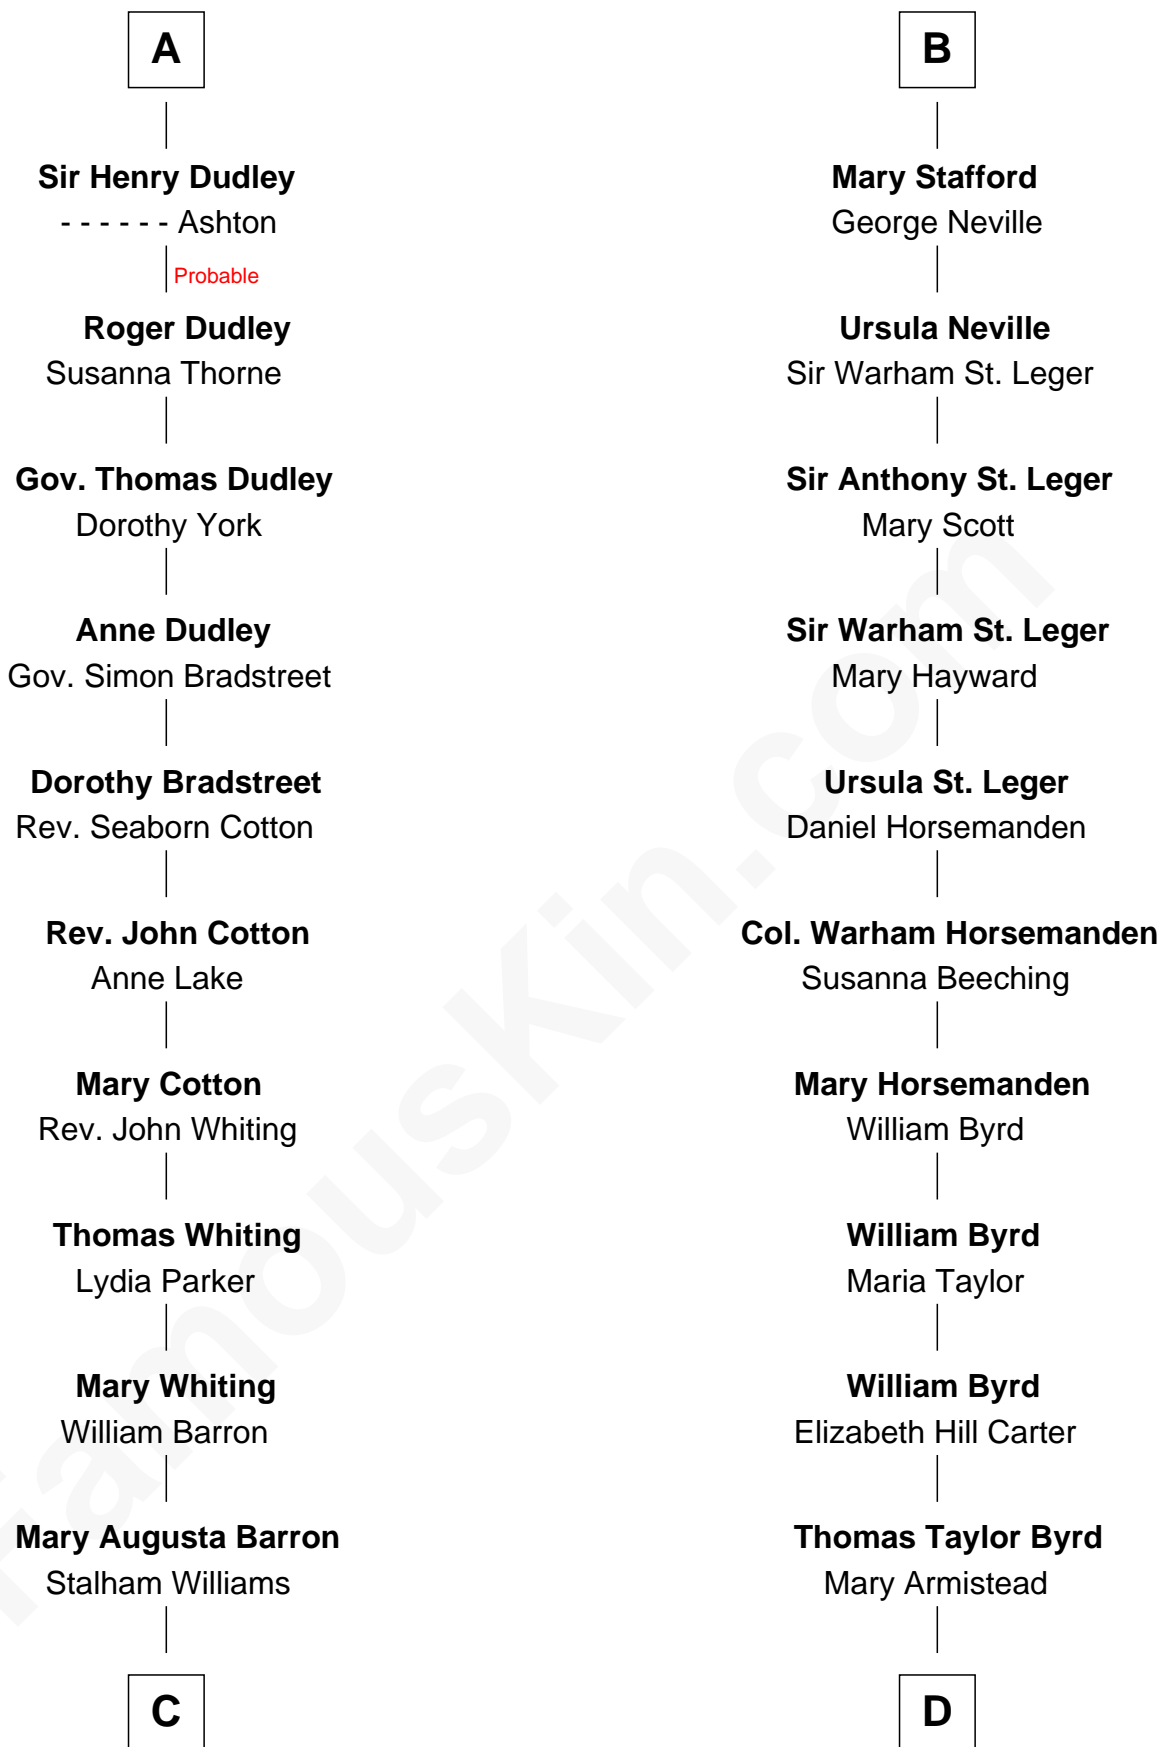 A
Sir Henry Dudley
- - - - - - Ashton
Probable
Roger Dudley
Susanna Thorne
Gov. Thomas Dudley
Dorothy York
Anne Dudley
Gov. Simon Bradstreet
Dorothy Bradstreet
Rev. Seaborn Cotton
Rev. John Cotton
Anne Lake
Mary Cotton
Rev. John Whiting
Thomas Whiting
Lydia Parker
Mary Whiting
William Barron
Mary Augusta Barron
Stalham Williams
C
B
Mary Stafford
George Neville
Ursula Neville
Sir Warham St. Leger
Sir Anthony St. Leger
Mary Scott
Sir Warham St. Leger
Mary Hayward
Ursula St. Leger
Daniel Horsemanden
Col. Warham Horsemanden
Susanna Beeching
Mary Horsemanden
William Byrd
William Byrd
Maria Taylor
William Byrd
Elizabeth Hill Carter
Thomas Taylor Byrd
Mary Armistead
D
FamousKin.com